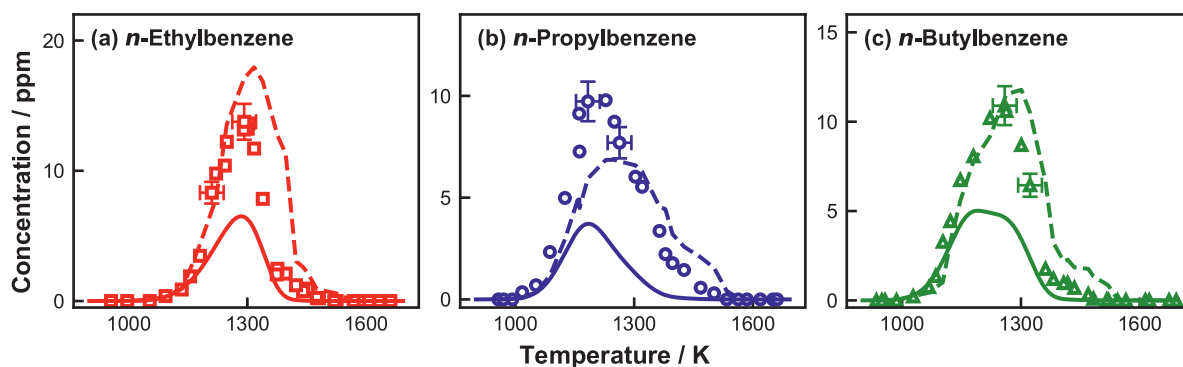 (a) n-Ethylbenzene
(b) n-Propylbenzene
(c) n-Butylbenzene
Concentration / ppm
20
10
0
10
5
0
15
10
5
0
1000 1300 1600
1000 1300 1600
1000 1300 1600
Temperature / K